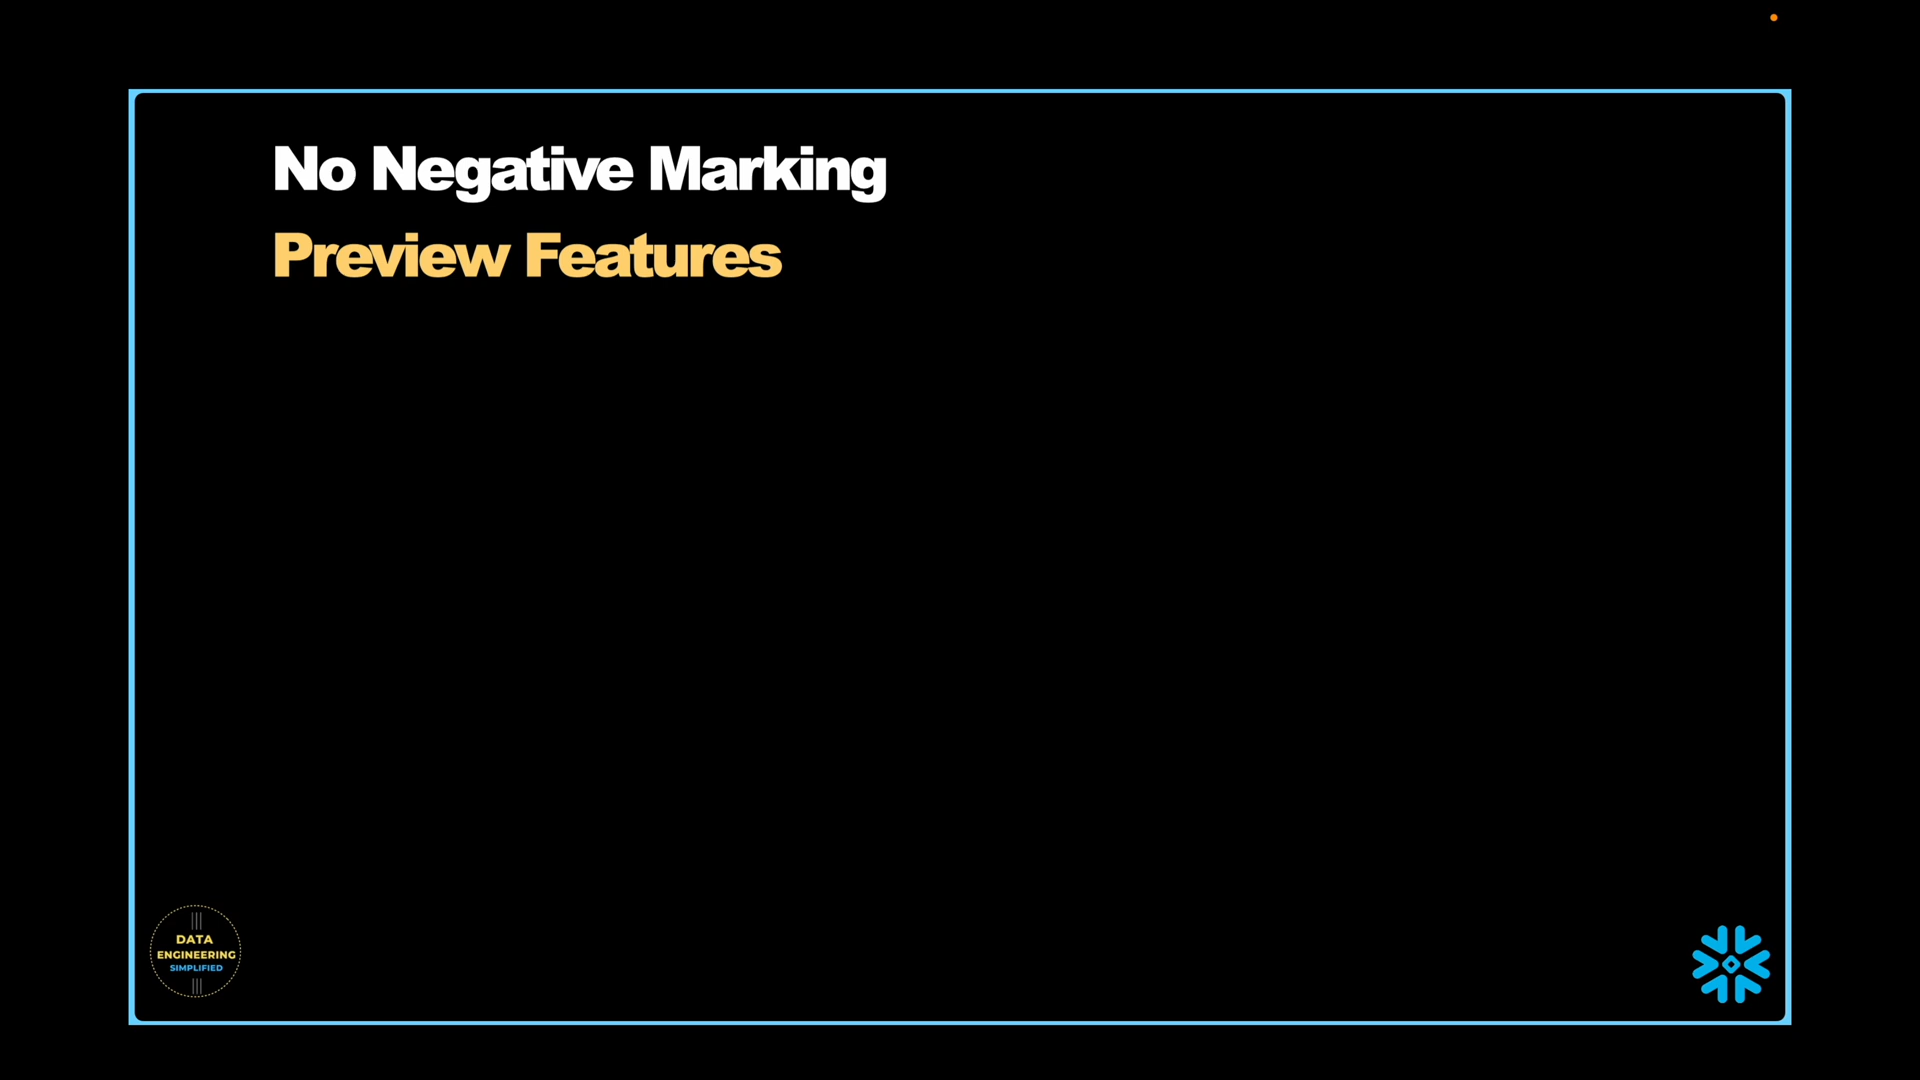 No Negative Marking
Preview Features
DATA
ENGINEERING
SIMPLIFIED